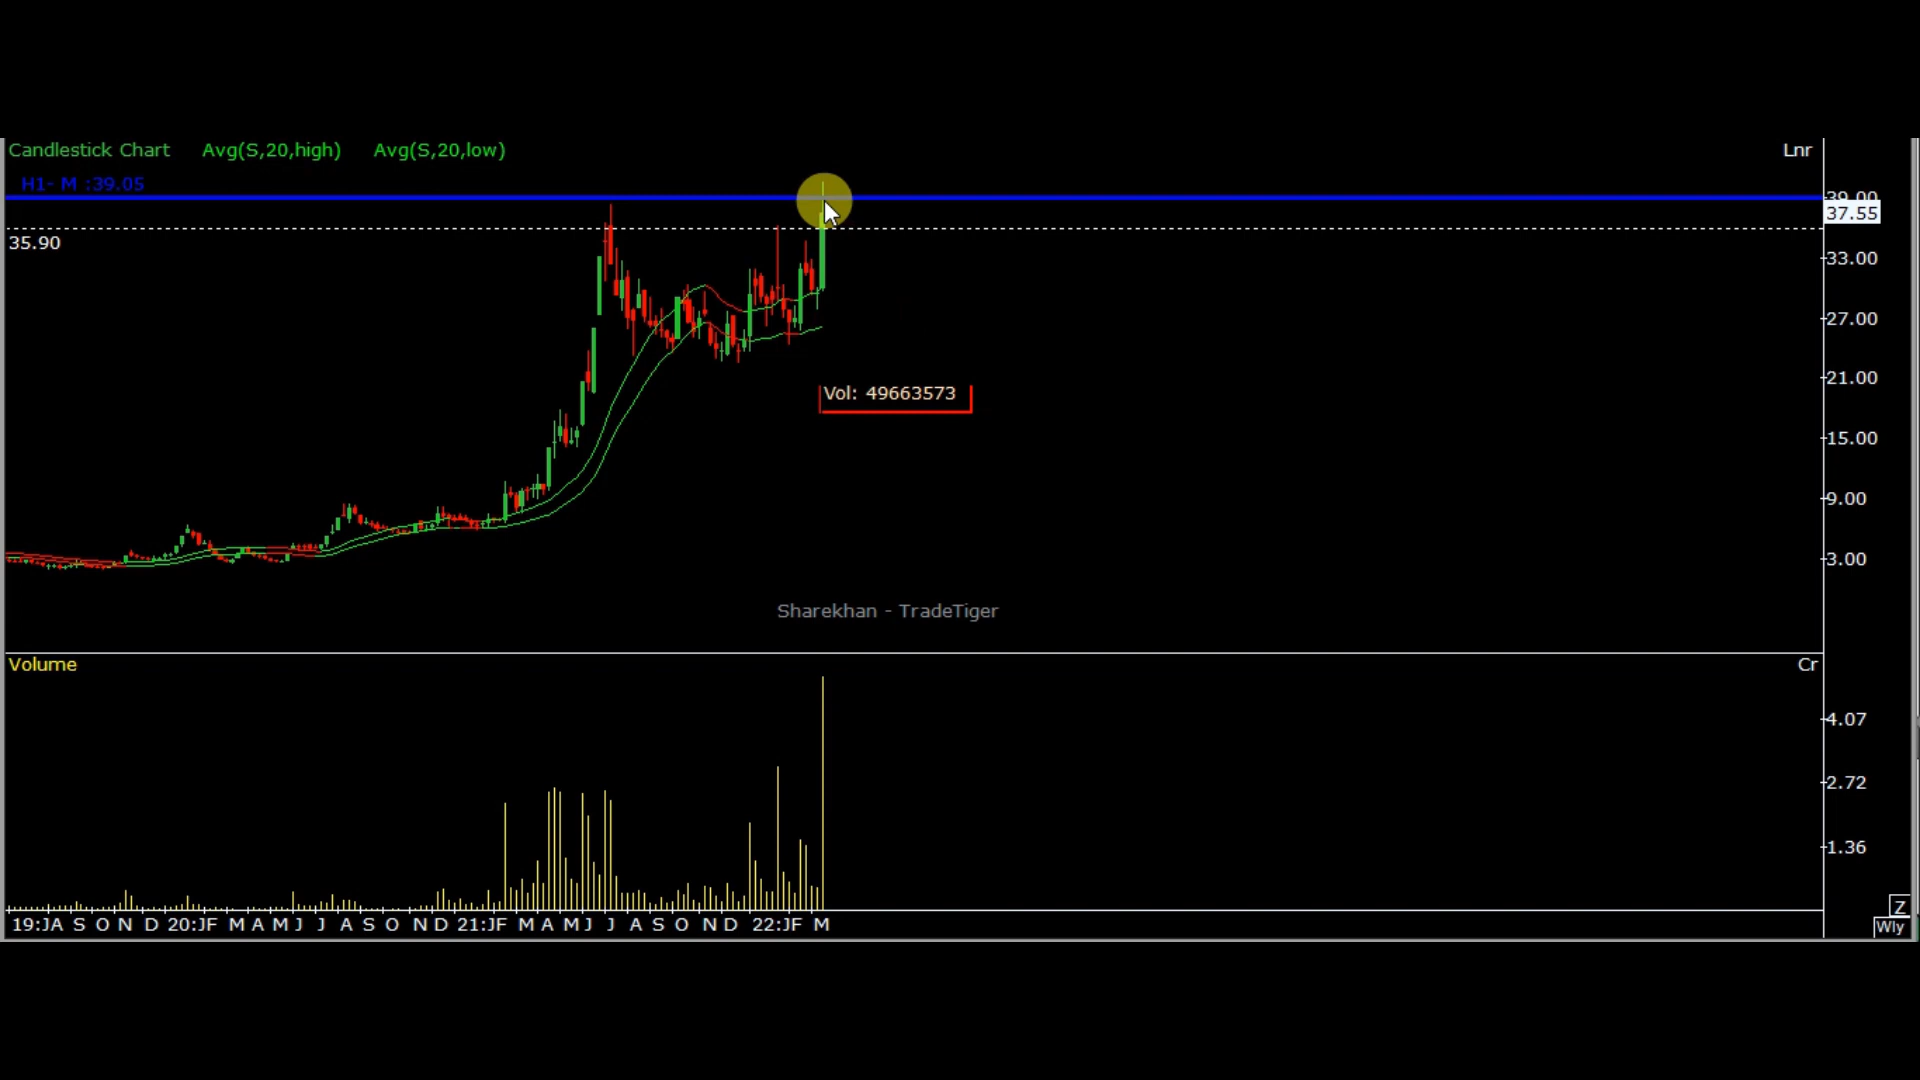 Candlestick Chart Avg(S,20,high) Avg(S,20,low) Lnr
H1- M :39.05
39.00
37.55
35.90
33.00
27.00
21.00
Vol: 49663573
15.00
9.00
3.00
Sharekhan - TradeTiger
Volume Cr
4.07
2.72
1.36
Z
19:JA S O N D 20:JF M A M J J A S O N D 21:JF M A M J J A S O N D 22:JF M
Wly